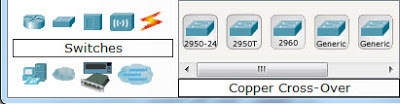 2950-24 2950T 2960 Generic Generic
Switches
Copper Cross-Over